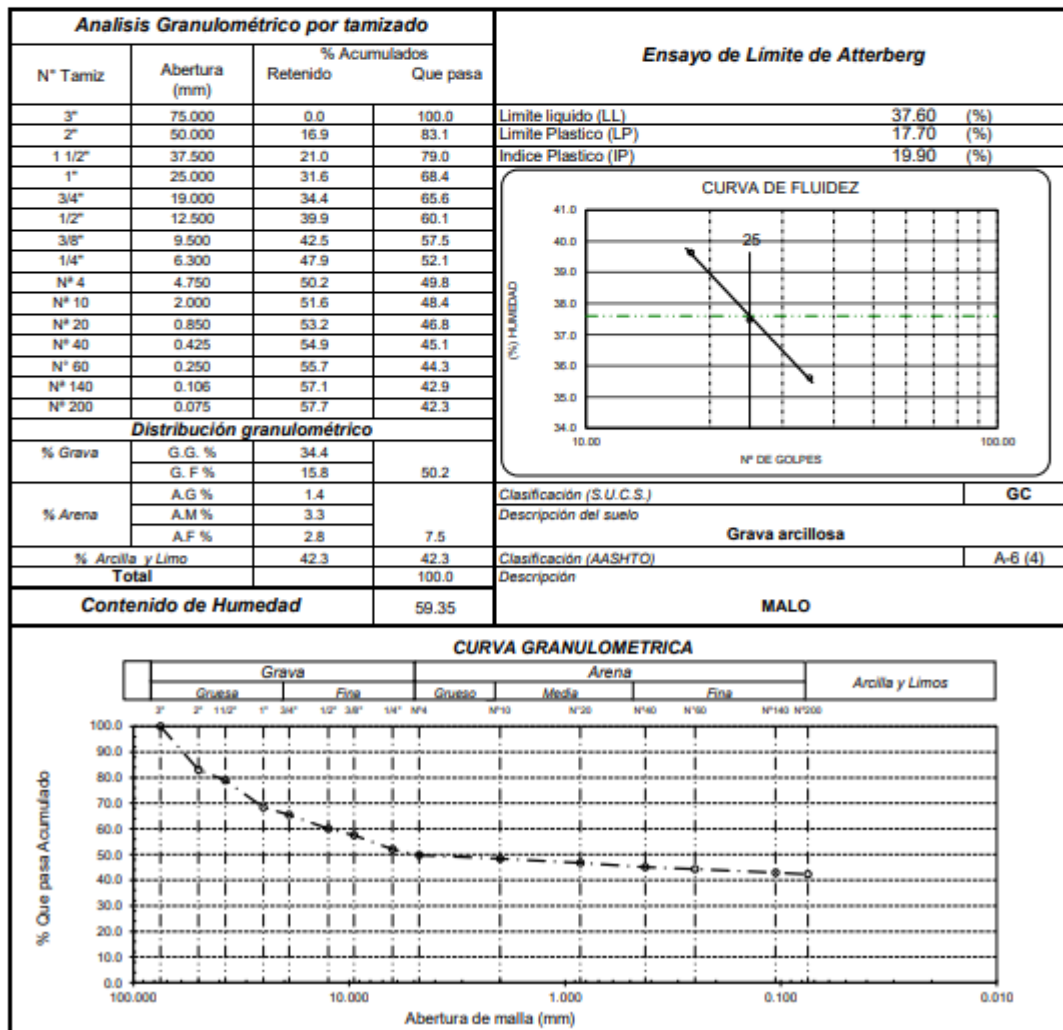 Analisis Granulométrico por tamizado
N° Tamiz Abertura (mm) % Acumulados
Retenido Que pasa
3" 75.000 0.0 100.0
2" 50.000 16.9 83.1
1 1/2" 37.500 21.0 79.0
1" 25.000 31.6 68.4
3/4" 19.000 34.4 65.6
1/2" 12.500 39.9 60.1
3/8" 9.500 42.5 57.5
1/4" 6.300 47.9 52.1
Nª 4 4.750 50.2 49.8
Nª 10 2.000 51.6 48.4
Nª 20 0.850 53.2 46.8
Nª 40 0.425 54.9 45.1
N° 60 0.250 55.7 44.3
Nª 140 0.106 57.1 42.9
Nª 200 0.075 57.7 42.3
Distribución granulométrico
% Grava G.G. % 34.4
G. F % 15.8 50.2
A.G % 1.4
% Arena A.M % 3.3
A.F % 2.8 7.5
% Arcilla y Limo 42.3 42.3
Total 100.0
Contenido de Humedad 59.35
Ensayo de Límite de Atterberg
Limite liquido (LL) 37.60 (%)
Limite Plastico (LP) 17.70 (%)
Indice Plastico (IP) 19.90 (%)
CURVA DE FLUIDEZ
41.0
40.0
39.0
38.0
37.0
36.0
35.0
34.0
25
10.00 100.00
(%) HUMEDAD
Nº DE GOLPES
Clasificación (S.U.C.S.) GC
Descripción del suelo
Grava arcillosa
Clasificación (AASHTO) A-6 (4)
Descripción
MALO
CURVA GRANULOMETRICA
Grava Arena Arcilla y Limos
Gruesa Fina Grueso Media Fina
3" 2" 11/2" 1" 3/4" 1/2" 3/8" 1/4" Nº4 Nº10 Nº20 Nº40 Nº60 Nº140 Nº200
100.0
90.0
80.0
70.0
60.0
50.0
40.0
30.0
20.0
10.0
0.0
100.000 10.000 1.000 0.100 0.010
% Que pasa Acumulado
Abertura de malla (mm)